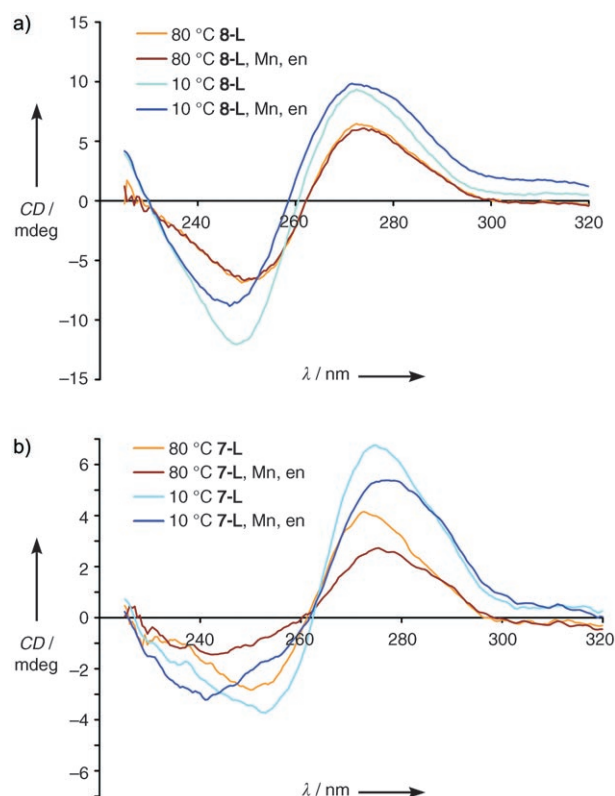 a)
80 °C 8-L
80 °C 8-L, Mn, en
10 °C 8-L
10 °C 8-L, Mn, en
15
10
5
0
–5
–10
–15
CD /
mdeg
240 260 280 300 320
λ / nm
b)
80 °C 7-L
80 °C 7-L, Mn, en
10 °C 7-L
10 °C 7-L, Mn, en
6
4
2
0
–2
–4
–6
CD /
mdeg
240 260 280 300 320
λ / nm